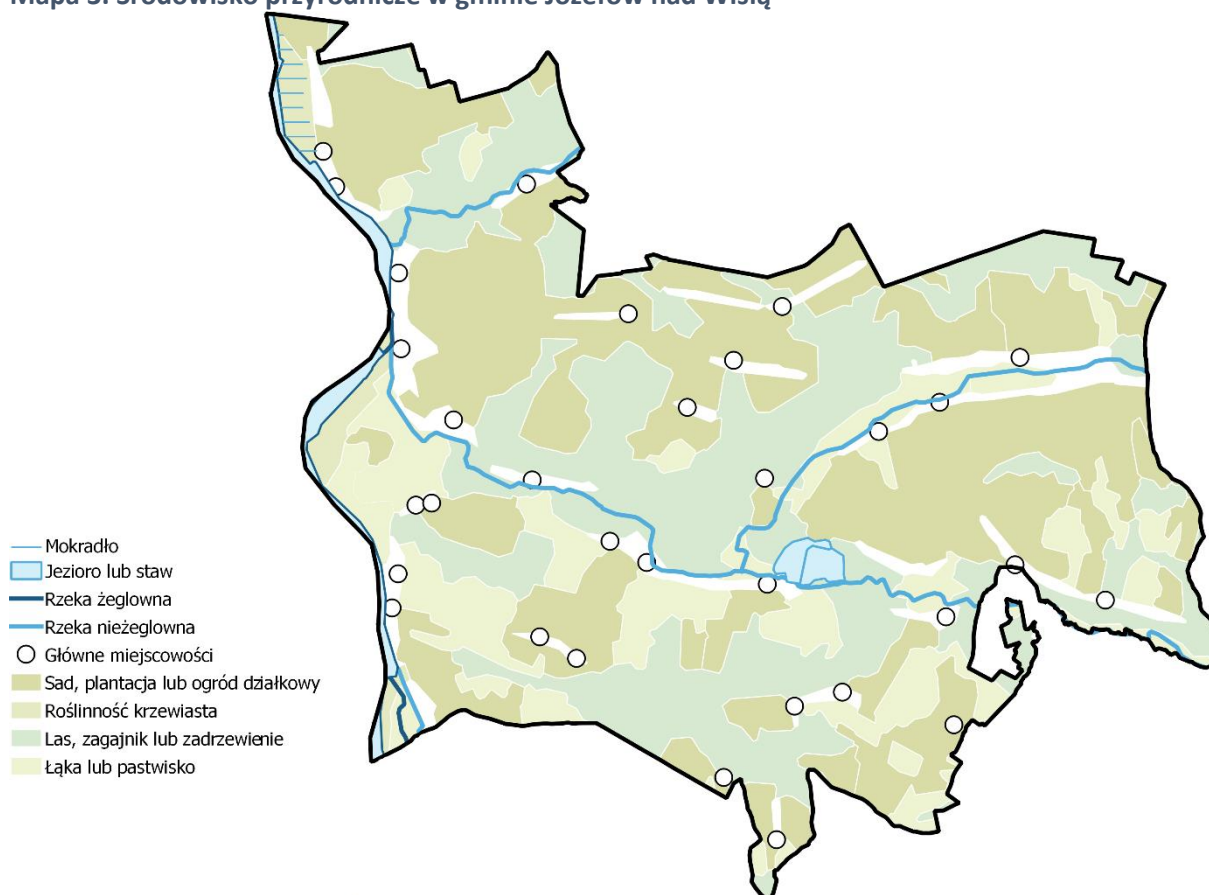 Mapa 3. Środowisko przyrodnicze w gminie Józefów nad Wisłą
Mokradło
Jezioro lub staw
Rzeka żeglowna
Rzeka nieżeglowna
Główne miejscowości
Sad, plantacja lub ogród działkowy
Roślinność krzewiasta
Las, zagajnik lub zadrzewienie
Łąka lub pastwisko